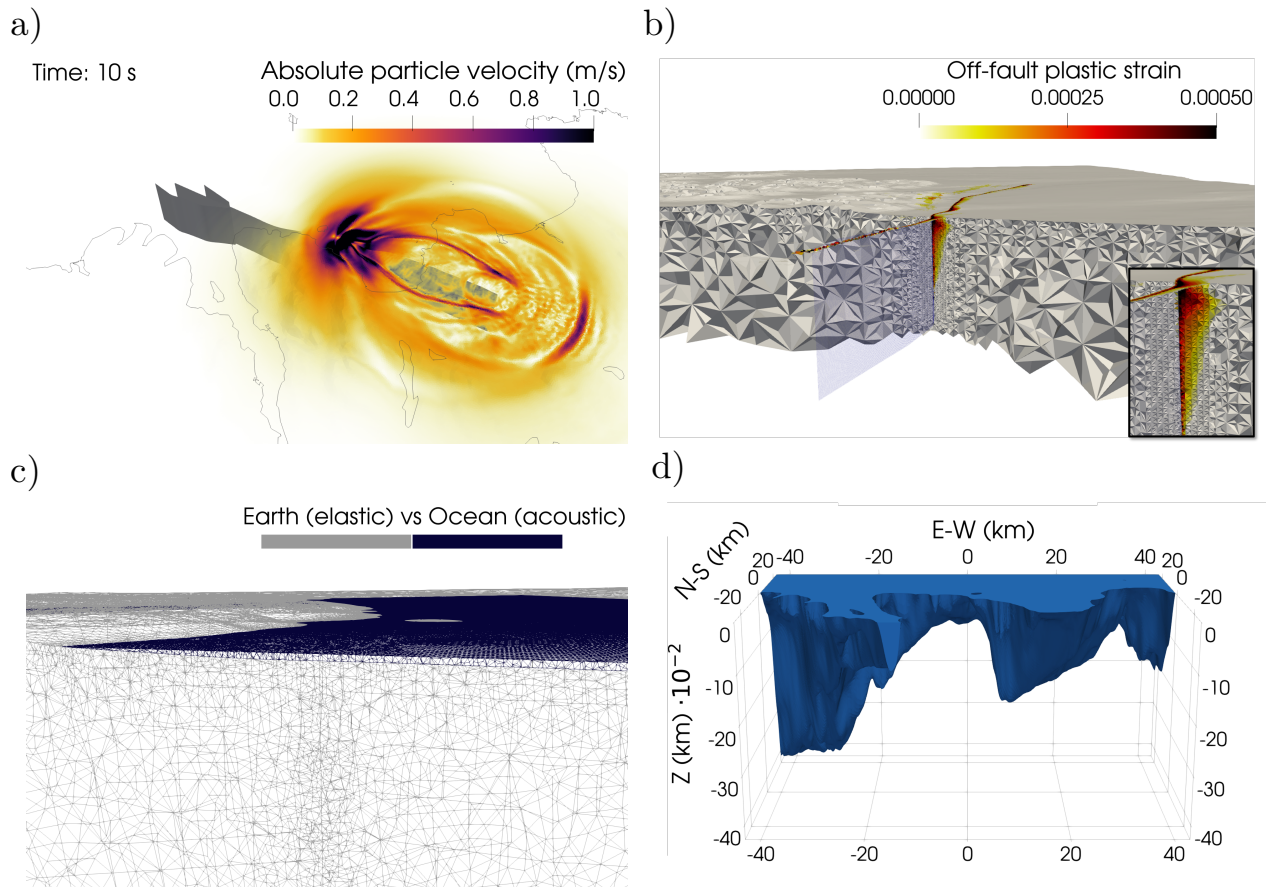 a)
Time: 10 s
Absolute particle velocity (m/s)
0.0 0.2 0.4 0.6 0.8 1.0
b)
Off-fault plastic strain
0.00000 0.00025 0.00050
c)
Earth (elastic) vs Ocean (acoustic)
d)
E-W (km)
N-S (km)
20 -40 -20 0 20 40 20
0 0
-20 -20
0 0
-10 -10
-20 -20
-30 -30
-40 -40
Z (km) ·10⁻²
-40 -20 0 20 40